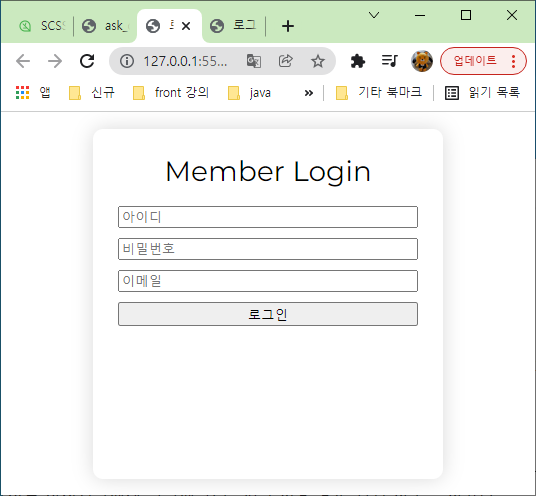 SCSS
ask_
로그
127.0.0.1:55...
업데이트
앱
신규
front 강의
java
»
기타 북마크
읽기 목록
Member Login
아이디
비밀번호
이메일
로그인